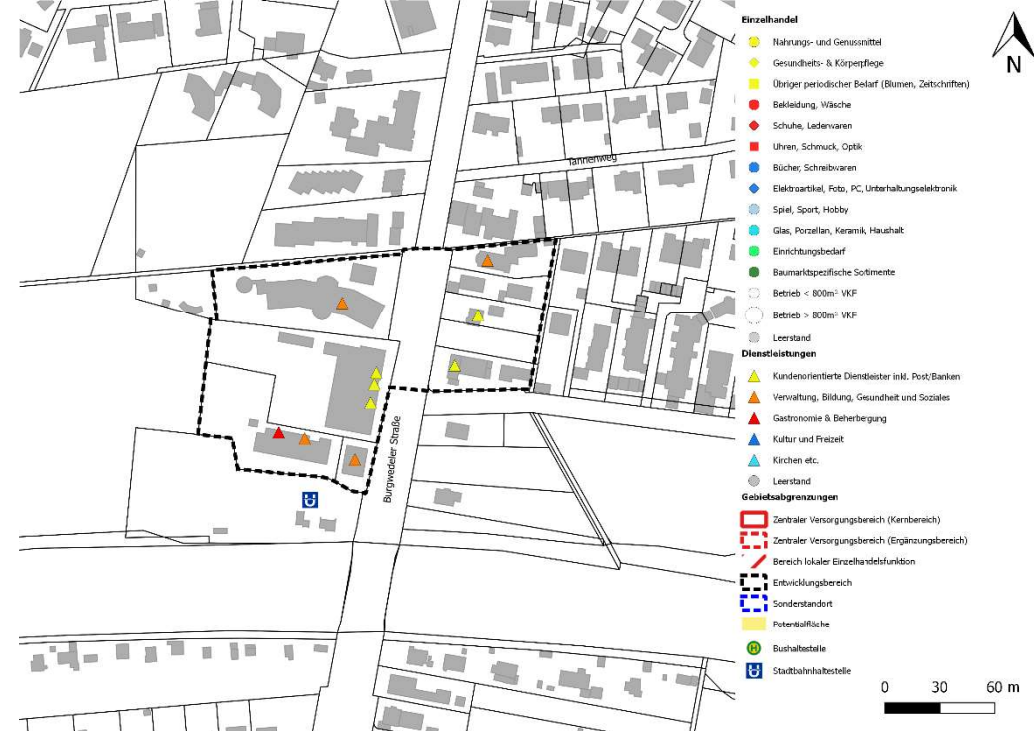 Einzelhandel
Nahrungs- und Genussmittel
Gesundheits- & Körperpflege
Übriger periodischer Bedarf (Blumen, Zeitschriften)
Bekleidung, Wäsche
Schuhe, Lederwaren
Uhren, Schmuck, Optik
Bücher, Schreibwaren
Elektroartikel, Foto, PC, Unterhaltungselektronik
Spiel, Sport, Hobby
Glas, Porzellan, Keramik, Haushalt
Einrichtungsbedarf
Baumarktspezifische Sortimente
Betrieb < 800m² VKF
Betrieb > 800m² VKF
Leerstand
Dienstleistungen
Kundenorientierte Dienstleister inkl. Post/Banken
Verwaltung, Bildung, Gesundheit und Soziales
Gastronomie & Beherbergung
Kultur und Freizeit
Kirchen etc.
Leerstand
Gebietsabgrenzungen
Zentraler Versorgungsbereich (Kernbereich)
Zentraler Versorgungsbereich (Ergänzungsbereich)
Bereich lokaler Einzelhandelsfunktion
Entwicklungsbereich
Sonderstandort
Potentialfläche
H Bushaltestelle
U Stadtbahnhaltestelle
N
Tannenweg
Burgwedeler Straße
U
0 30 60 m